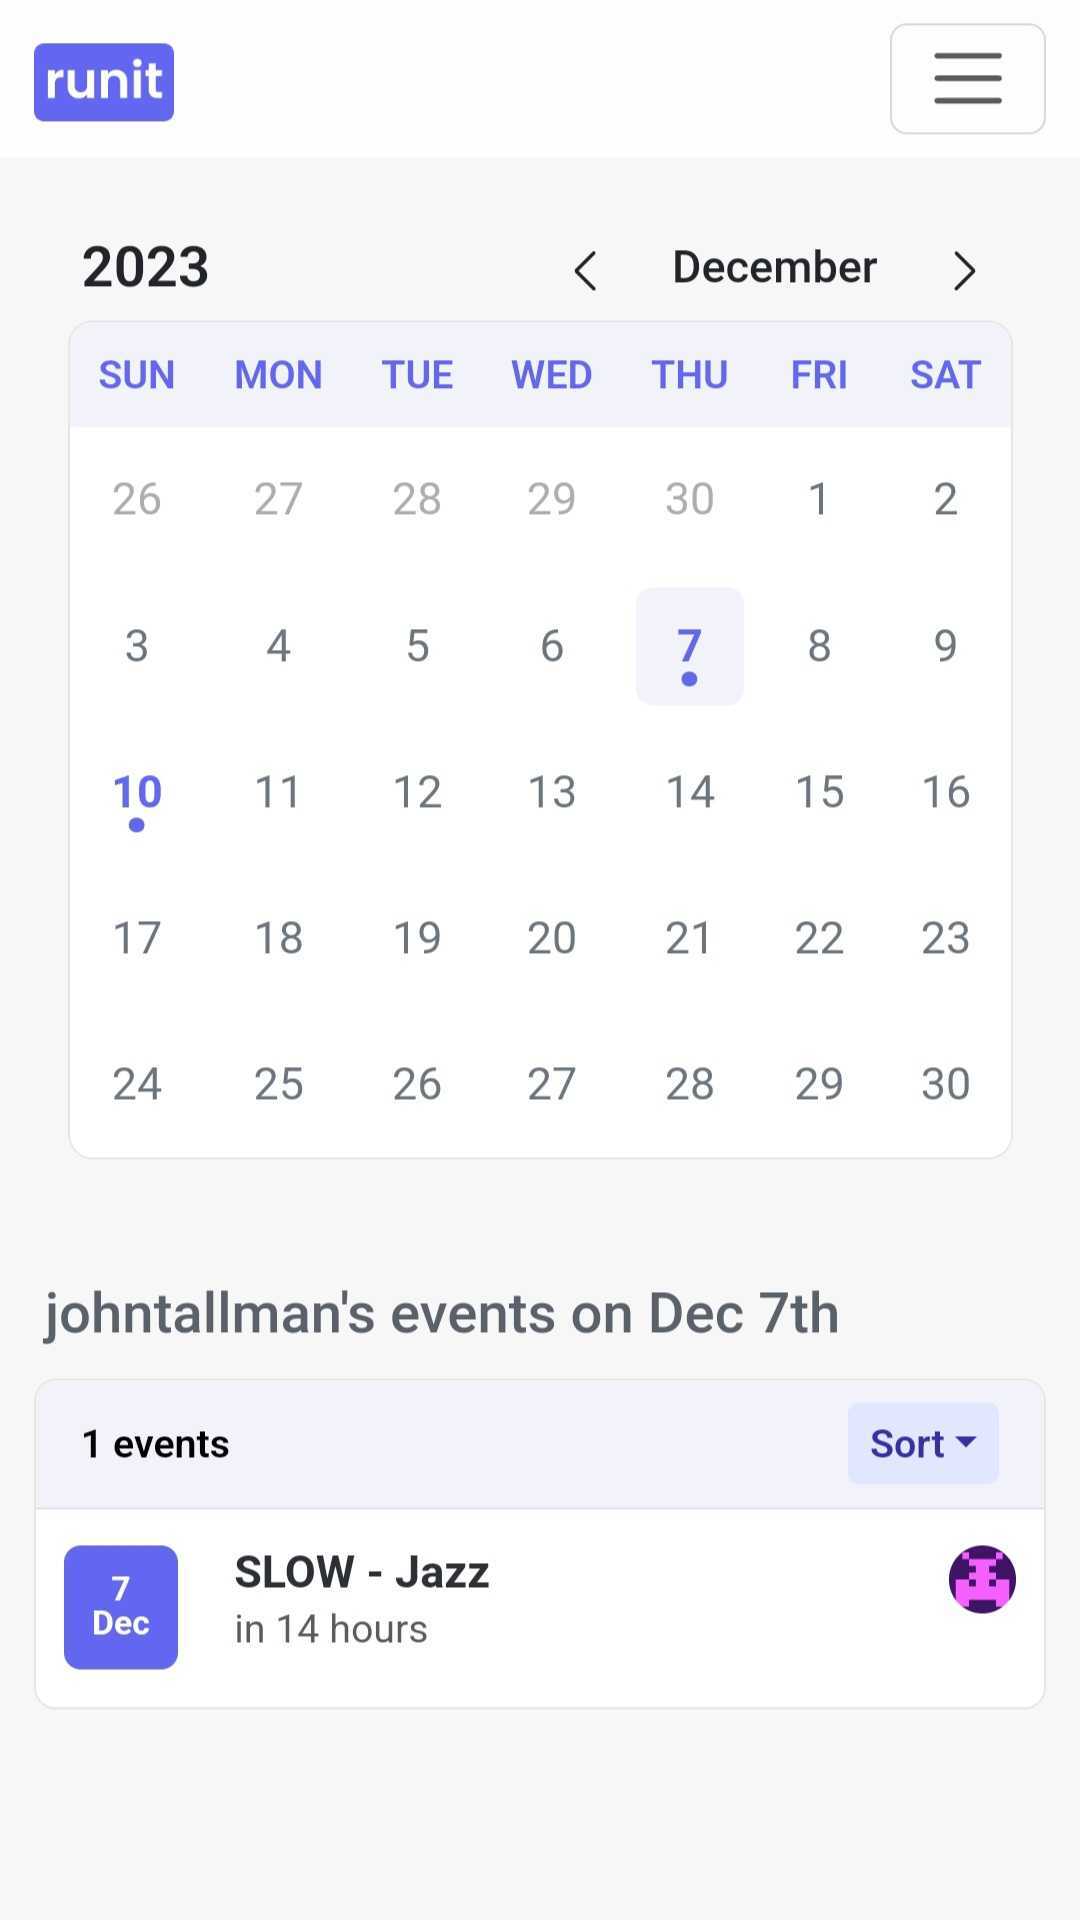 runit
2023 December
SUN MON TUE WED THU FRI SAT
26 27 28 29 30 1 2
3 4 5 6 7 8 9
10 11 12 13 14 15 16
17 18 19 20 21 22 23
24 25 26 27 28 29 30
johntallman's events on Dec 7th
1 events Sort
7
Dec
SLOW - Jazz
in 14 hours